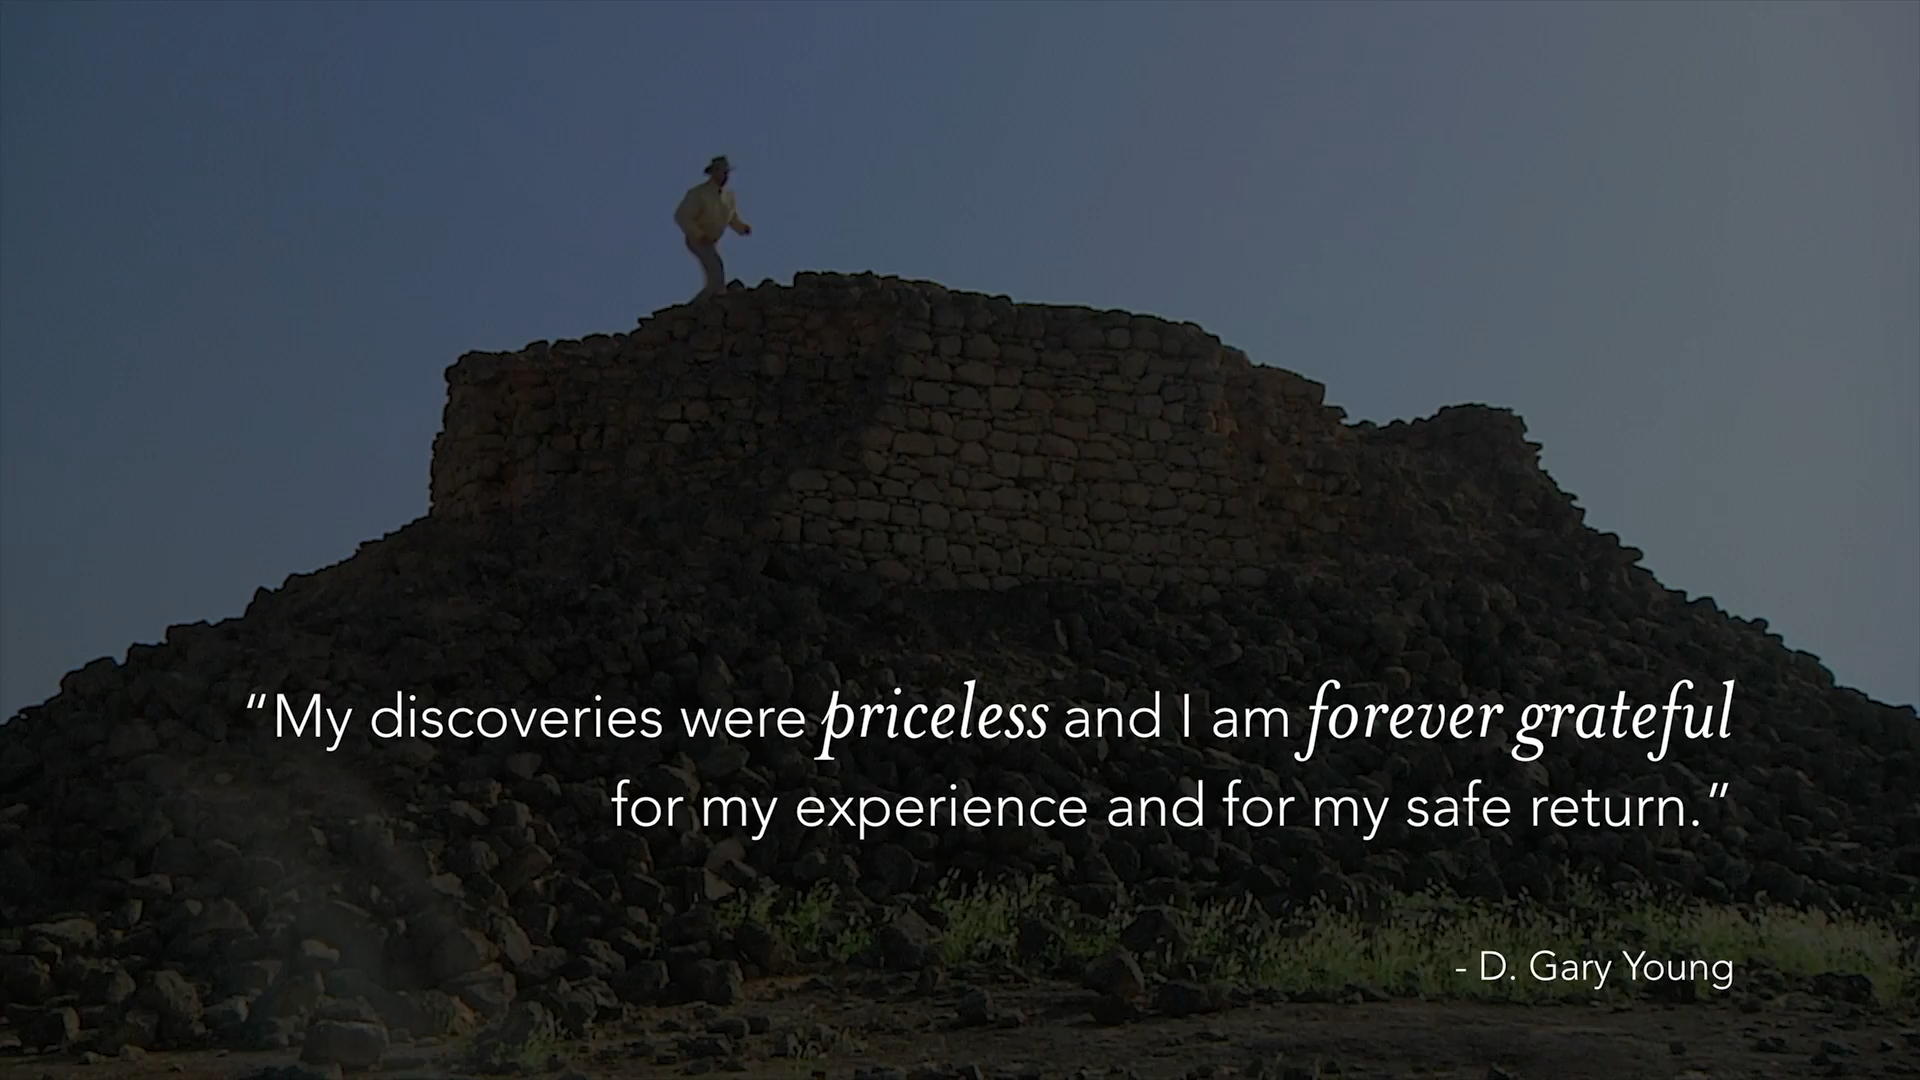 “My discoveries were priceless and I am forever grateful
for my experience and for my safe return.”
- D. Gary Young